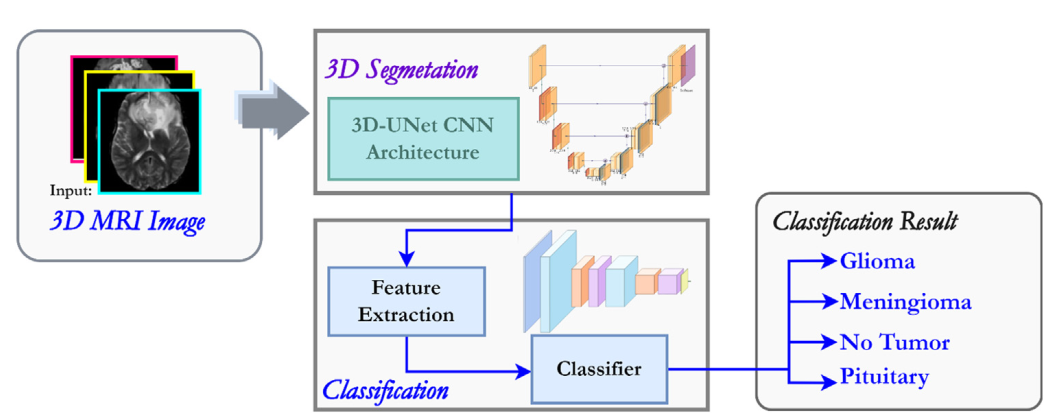 Input:
3D MRI Image
3D Segmetation
3D-UNet CNN
Architecture
Feature
Extraction
Classifier
Classification
Classification Result
Glioma
Meningioma
No Tumor
Pituitary